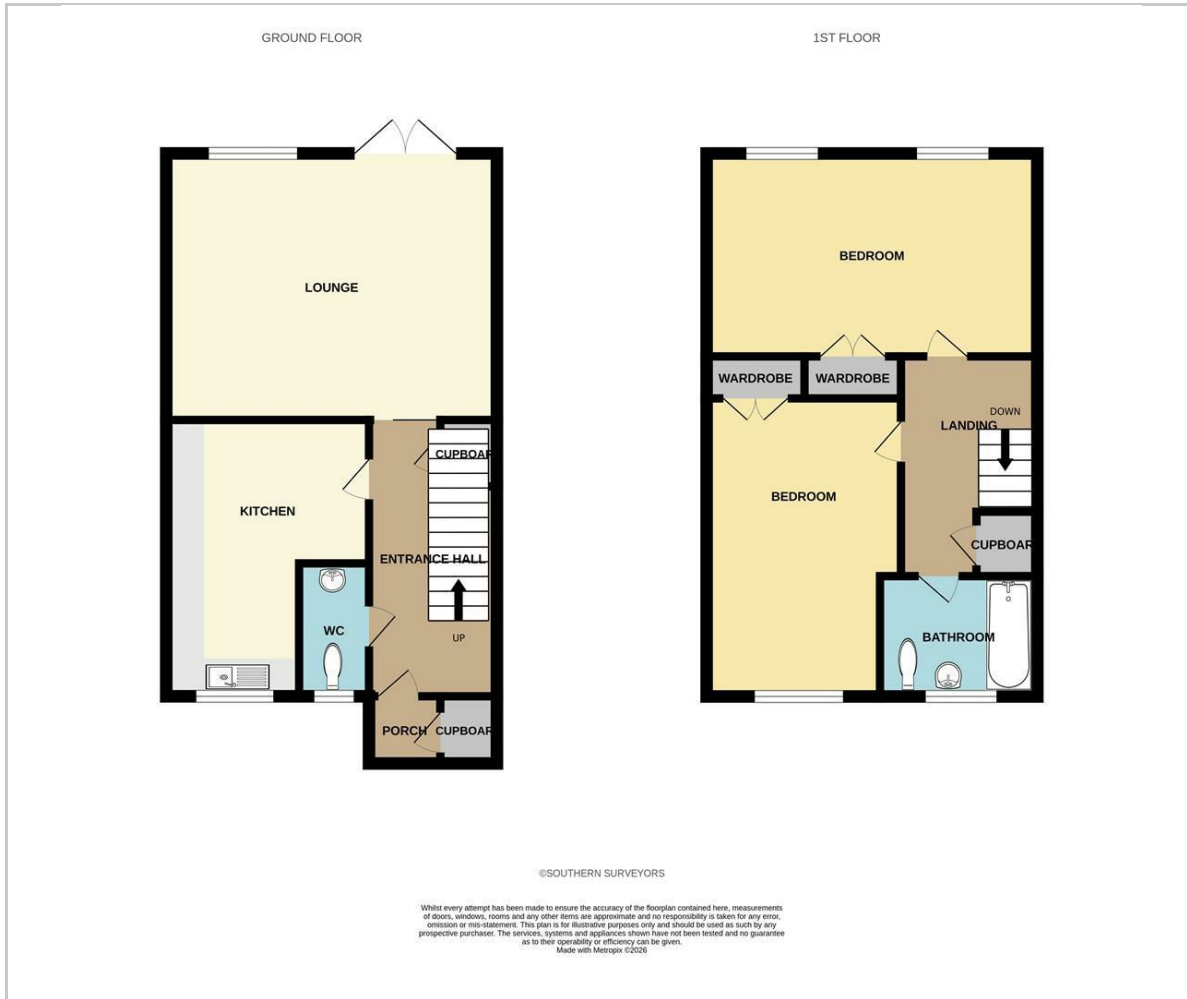 GROUND FLOOR
1ST FLOOR
LOUNGE
CUPBOAR
KITCHEN
ENTRANCE HALL
WC
UP
PORCH
CUPBOAR
BEDROOM
WARDROBE
WARDROBE
DOWN
LANDING
BEDROOM
CUPBOAR
BATHROOM
©SOUTHERN SURVEYORS
Whilst every attempt has been made to ensure the accuracy of the floorplan contained here, measurements
of doors, windows, rooms and any other items are approximate and no responsibility is taken for any error,
omission or mis-statement. This plan is for illustrative purposes only and should be used as such by any
prospective purchaser. The services, systems and appliances shown have not been tested and no guarantee
as to their operability or efficiency can be given.
Made with Metropix ©2026